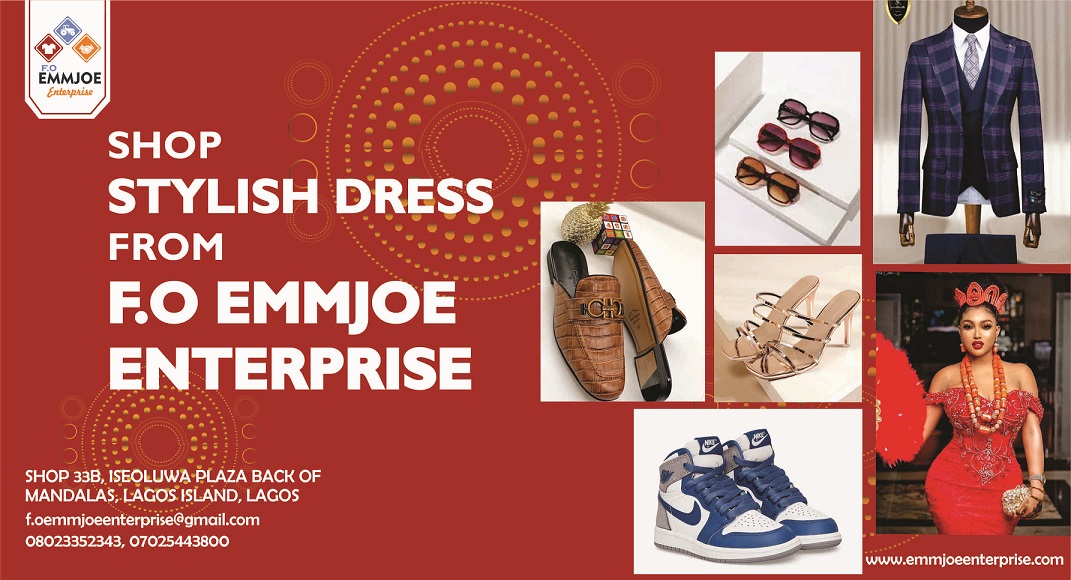 F.O
EMMJOE
Enterprise
SHOP
STYLISH DRESS
FROM
F.O EMMJOE
ENTERPRISE
SHOP 33B, ISEOLUWA PLAZA BACK OF
MANDALAS, LAGOS ISLAND, LAGOS
f.oemmjoeenterprise@gmail.com
08023352343, 07025443800
NIKE
NIKE
www.emmjoeenterprise.com